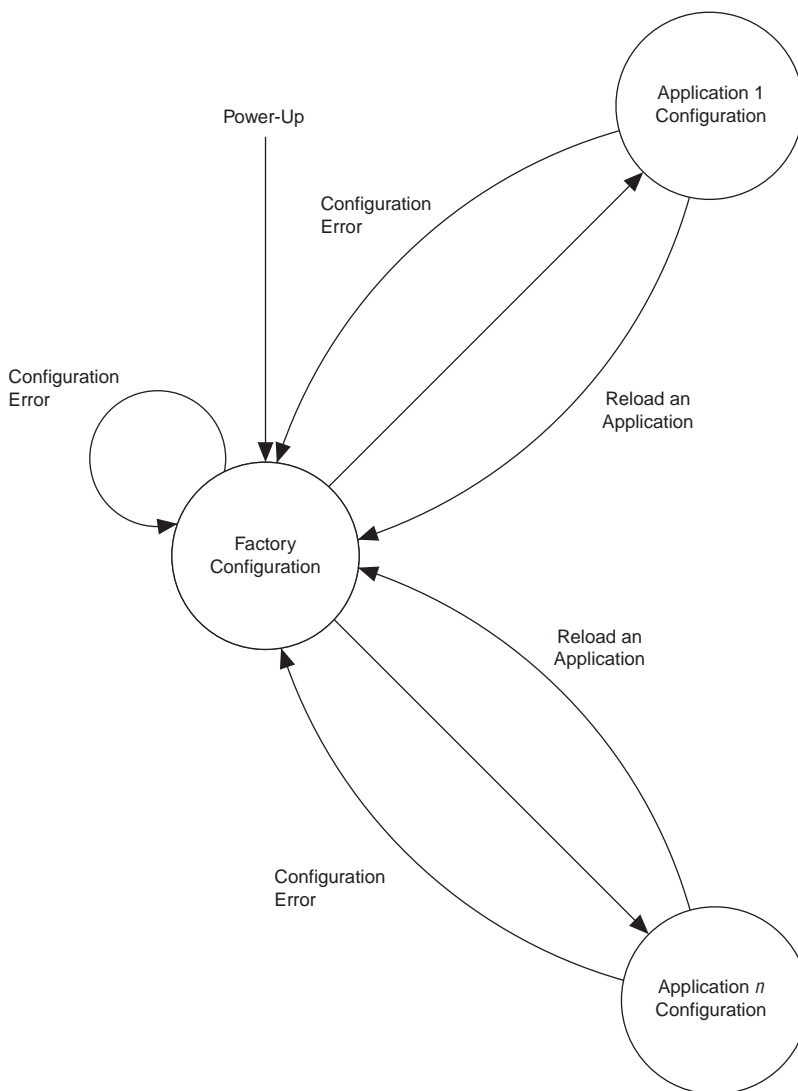 Application 1
Configuration
Power-Up
Configuration
Error
Configuration
Error
Reload an
Application
Factory
Configuration
Reload an
Application
Configuration
Error
Application n
Configuration